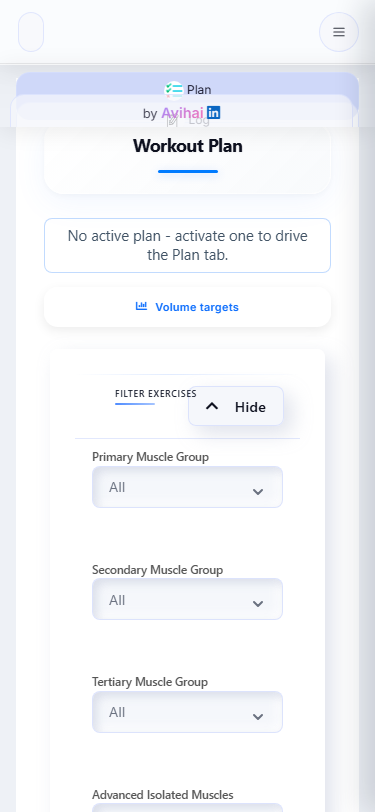 Plan
by Avihai
Log
Workout Plan
No active plan - activate one to drive
the Plan tab.
Volume targets
FILTER EXERCISES
Hide
Primary Muscle Group
All
Secondary Muscle Group
All
Tertiary Muscle Group
All
Advanced Isolated Muscles